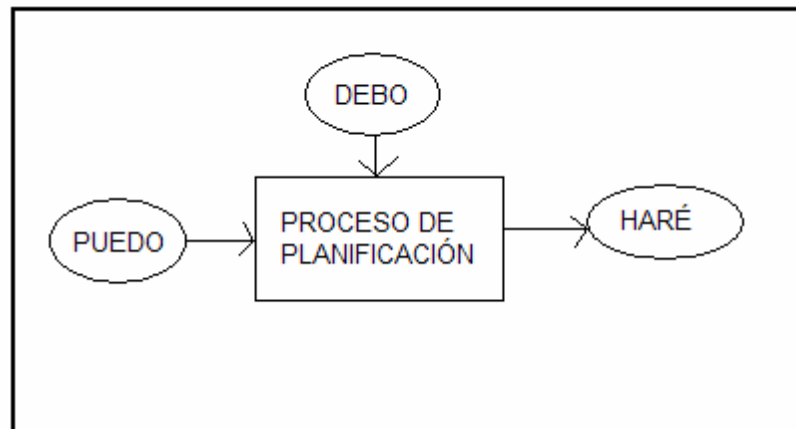 DEBO
PUEDO
PROCESO DE
PLANIFICACIÓN
HARÉ